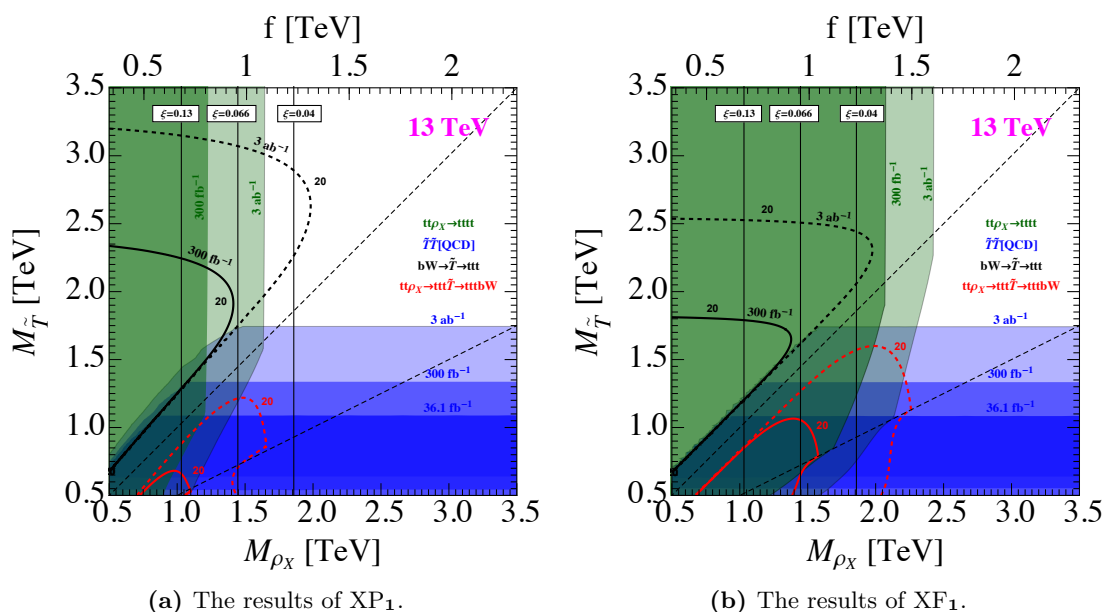 f [TeV]
0.5 1 1.5 2
3.5
3.0
2.5
2.0
1.5
1.0
0.5
M_T̃ [TeV]
ξ=0.13 ξ=0.066 ξ=0.04
13 TeV
3 ab⁻¹
20
300 fb⁻¹
3 ab⁻¹
ttρ_X→tttt
T̃T̃[QCD]
bW→T̃→ttt
ttρ_X→tttT̃→tttbW
300 fb⁻¹
20
3 ab⁻¹
300 fb⁻¹
20
36.1 fb⁻¹
20
0.5 1.0 1.5 2.0 2.5 3.0 3.5
M_ρ_X [TeV]
(a) The results of XP₁.
f [TeV]
0.5 1 1.5 2
3.5
3.0
2.5
2.0
1.5
1.0
0.5
M_T̃ [TeV]
ξ=0.13 ξ=0.066 ξ=0.04
13 TeV
300 fb⁻¹
3 ab⁻¹
20
3 ab⁻¹
ttρ_X→tttt
T̃T̃[QCD]
bW→T̃→ttt
ttρ_X→tttT̃→tttbW
20
300 fb⁻¹
3 ab⁻¹
20
300 fb⁻¹
36.1 fb⁻¹
20
0.5 1.0 1.5 2.0 2.5 3.0 3.5
M_ρ_X [TeV]
(b) The results of XF₁.